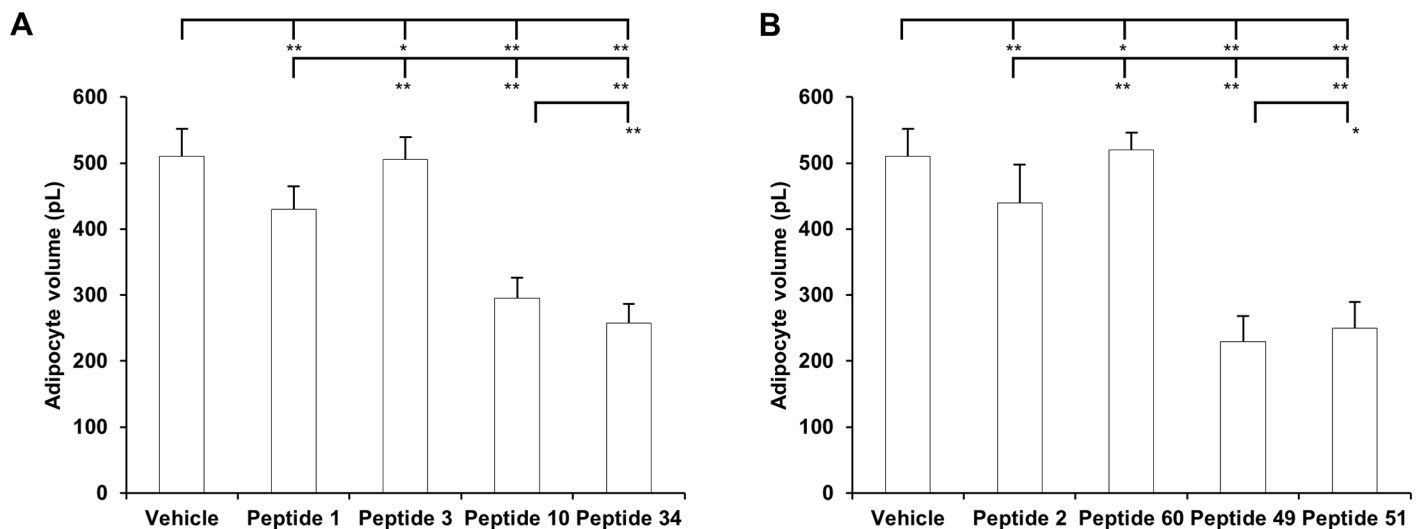 A
** * ** **
** ** **
**
Adipocyte volume (pL)
600
500
400
300
200
100
0
Vehicle Peptide 1 Peptide 3 Peptide 10 Peptide 34
B
** * ** **
** ** **
*
Adipocyte volume (pL)
600
500
400
300
200
100
0
Vehicle Peptide 2 Peptide 60 Peptide 49 Peptide 51